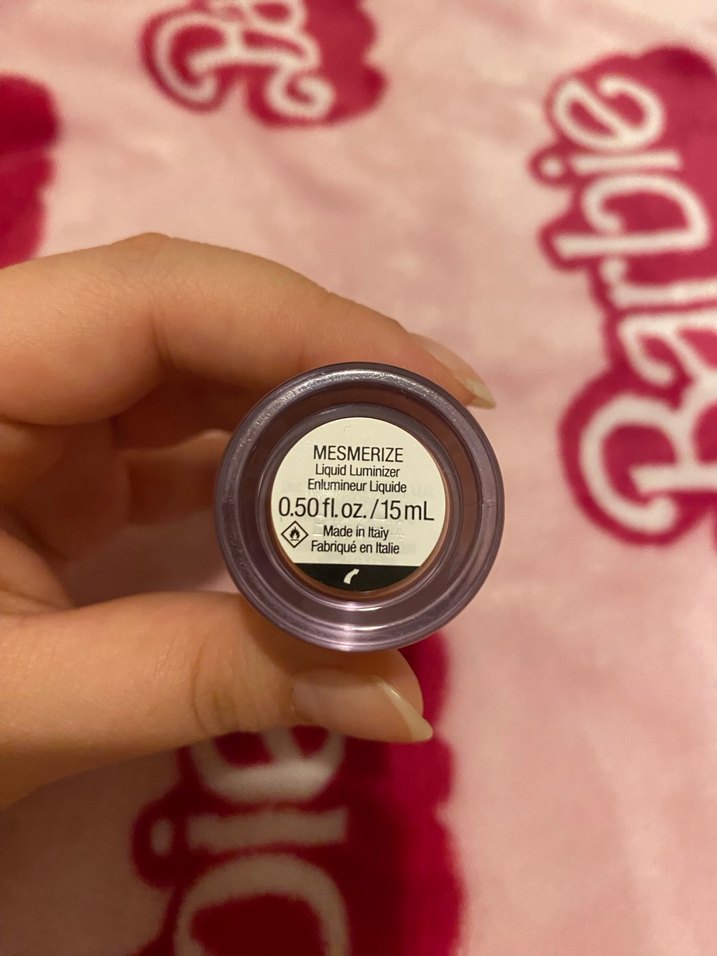 Barbie
MESMERIZE
Liquid Luminizer
Enlumineur Liquide
0.50 fl. oz. / 15 mL
Made in Italy
Fabriqué en Italie